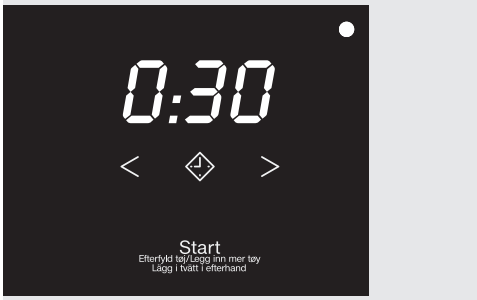 0:30
< >
Start
Efterfyld tøj/Legg inn mer tøy
Lägg i tvätt i efterhand